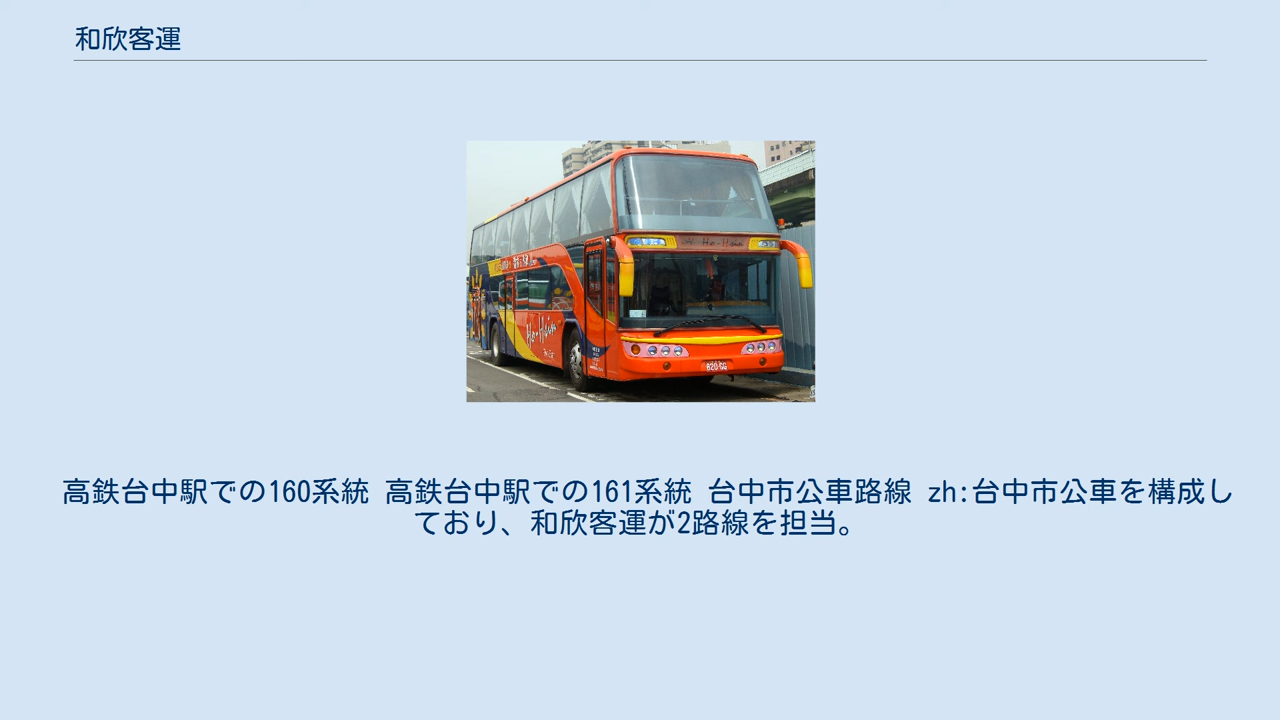 和欣客運
Ho-Hsin
高鉄台中駅での160系統 高鉄台中駅での161系統 台中市公車路線 zh:台中市公車を構成し
ており、和欣客運が2路線を担当。